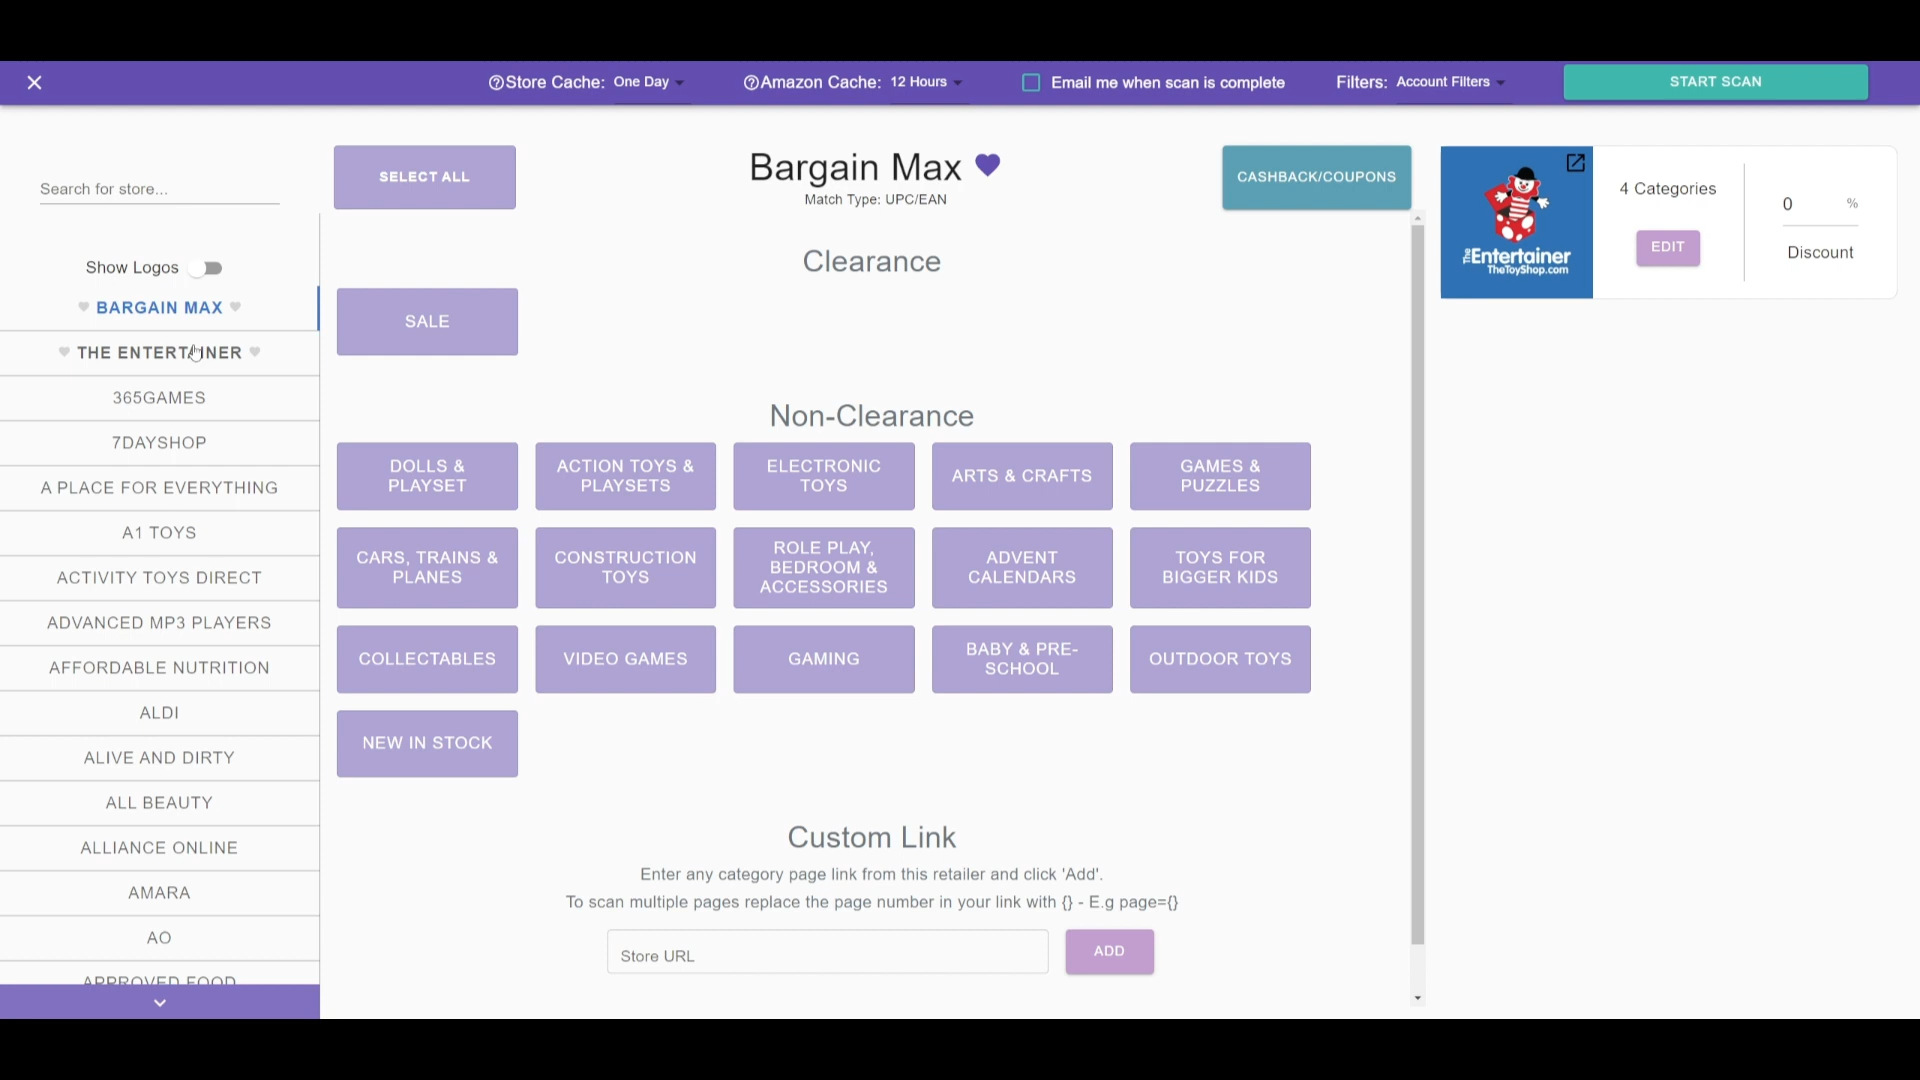 Store Cache: One Day
Amazon Cache: 12 Hours
Email me when scan is complete
Filters: Account Filters
START SCAN
Search for store...
Show Logos
BARGAIN MAX
THE ENTERTAINER
365GAMES
7DAYSHOP
A PLACE FOR EVERYTHING
A1 TOYS
ACTIVITY TOYS DIRECT
ADVANCED MP3 PLAYERS
AFFORDABLE NUTRITION
ALDI
ALIVE AND DIRTY
ALL BEAUTY
ALLIANCE ONLINE
AMARA
AO
APPROVED FOOD
SELECT ALL
Bargain Max
Match Type: UPC/EAN
CASHBACK/COUPONS
Clearance
SALE
Non-Clearance
DOLLS &
PLAYSET
ACTION TOYS &
PLAYSETS
ELECTRONIC
TOYS
ARTS & CRAFTS
GAMES &
PUZZLES
CARS, TRAINS &
PLANES
CONSTRUCTION
TOYS
ROLE PLAY,
BEDROOM &
ACCESSORIES
ADVENT
CALENDARS
TOYS FOR
BIGGER KIDS
COLLECTABLES
VIDEO GAMES
GAMING
BABY & PRE-
SCHOOL
OUTDOOR TOYS
NEW IN STOCK
Custom Link
Enter any category page link from this retailer and click 'Add'.
To scan multiple pages replace the page number in your link with {} - E.g page={}
Store URL
ADD
The Entertainer
TheToyShop.com
4 Categories
EDIT
0 %
Discount